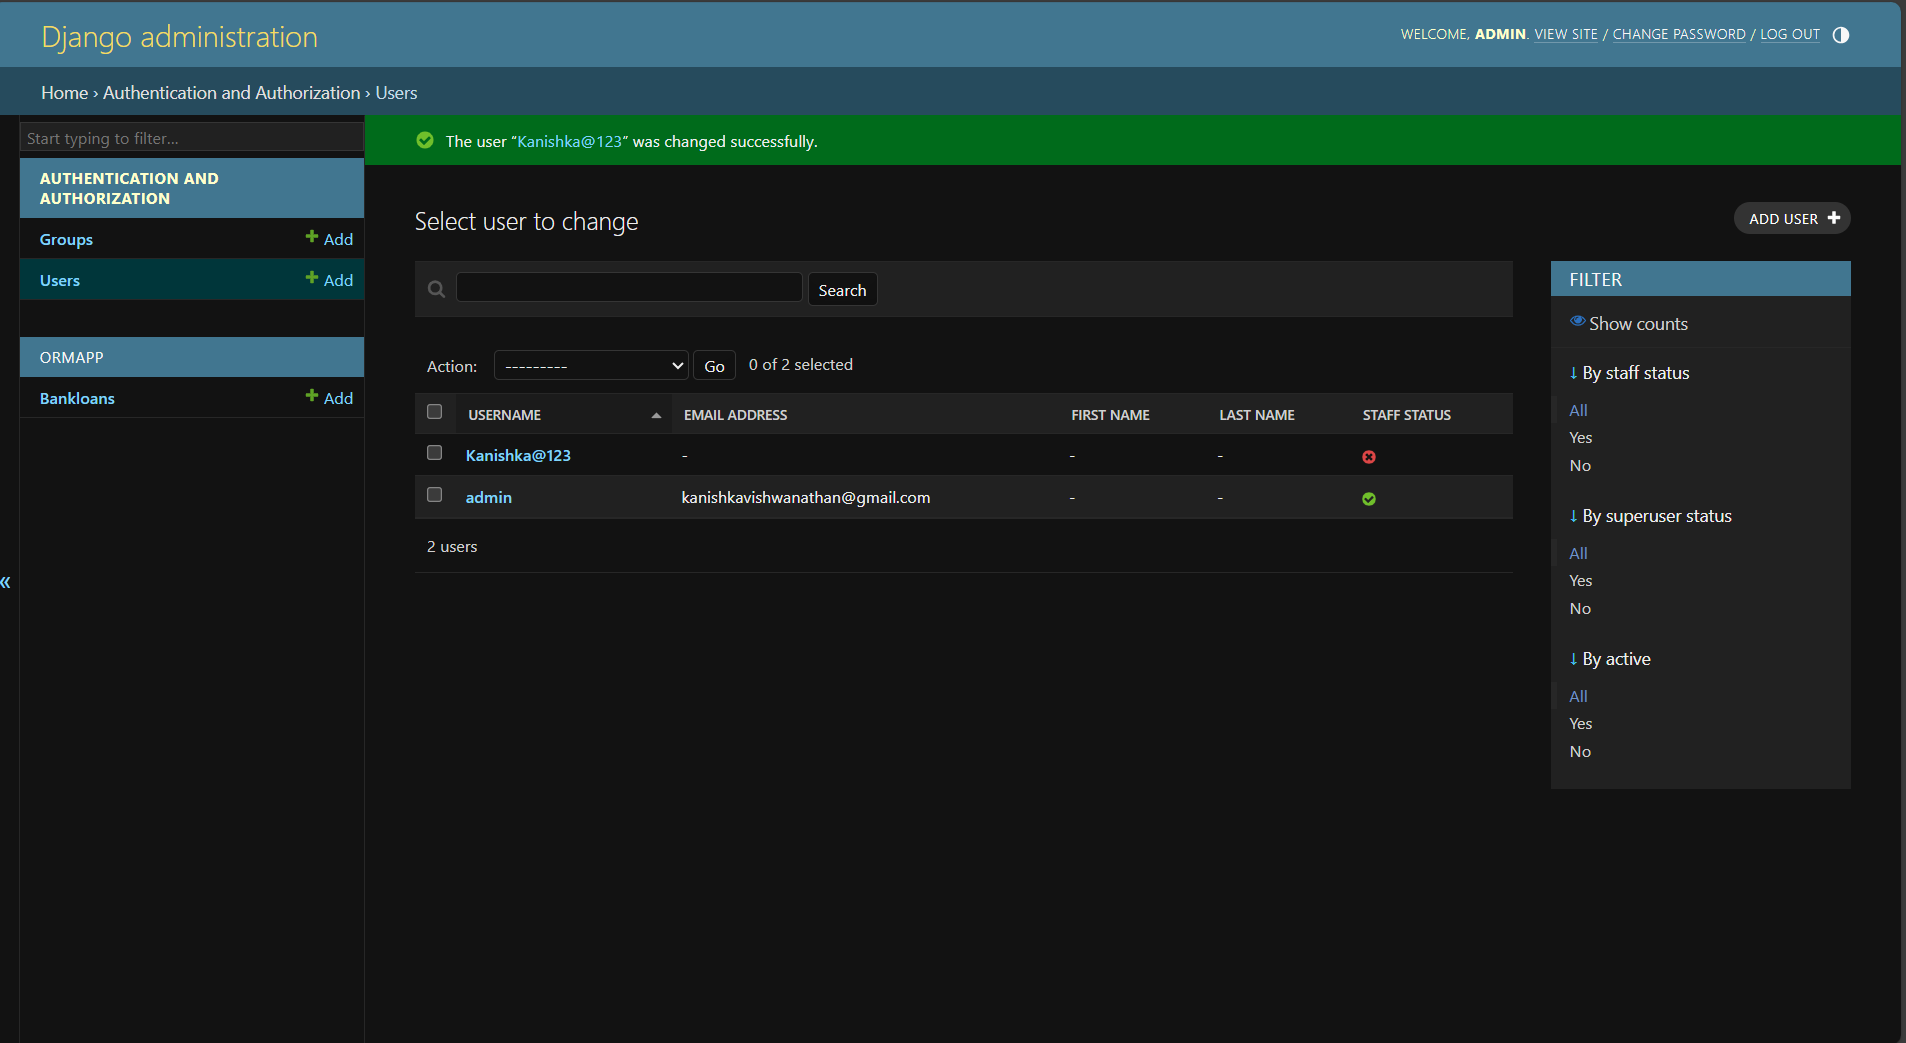 Django administration
WELCOME, ADMIN. VIEW SITE / CHANGE PASSWORD / LOG OUT
Home › Authentication and Authorization › Users
Start typing to filter...
AUTHENTICATION AND
AUTHORIZATION
Groups + Add
Users + Add
ORMAPP
Bankloans + Add
«
The user “Kanishka@123” was changed successfully.
Select user to change
ADD USER +
Search
Action: --------- Go 0 of 2 selected
USERNAME EMAIL ADDRESS FIRST NAME LAST NAME STAFF STATUS
Kanishka@123 - - -
admin kanishkavishwanathan@gmail.com - -
2 users
FILTER
Show counts
↓ By staff status
All
Yes
No
↓ By superuser status
All
Yes
No
↓ By active
All
Yes
No